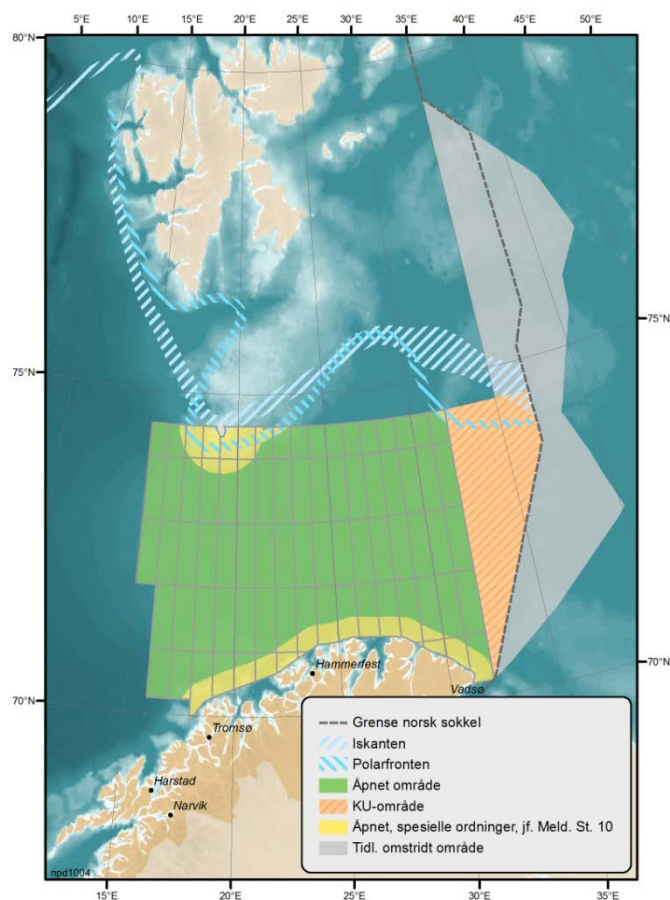 5°E 10°E 15°E 20°E 25°E 30°E 35°E 40°E 45°E 50°E
80°N
75°N
75°N
Hammerfest
70°N
Vadsø
70°N
Tromsø
Harstad
Narvik
Grense norsk sokkel
Iskanten
Polarfronten
Åpnet område
KU-område
Åpnet, spesielle ordninger, jf. Meld. St. 10
Tidl. omstridt område
npd1004
15°E 20°E 25°E 30°E 35°E